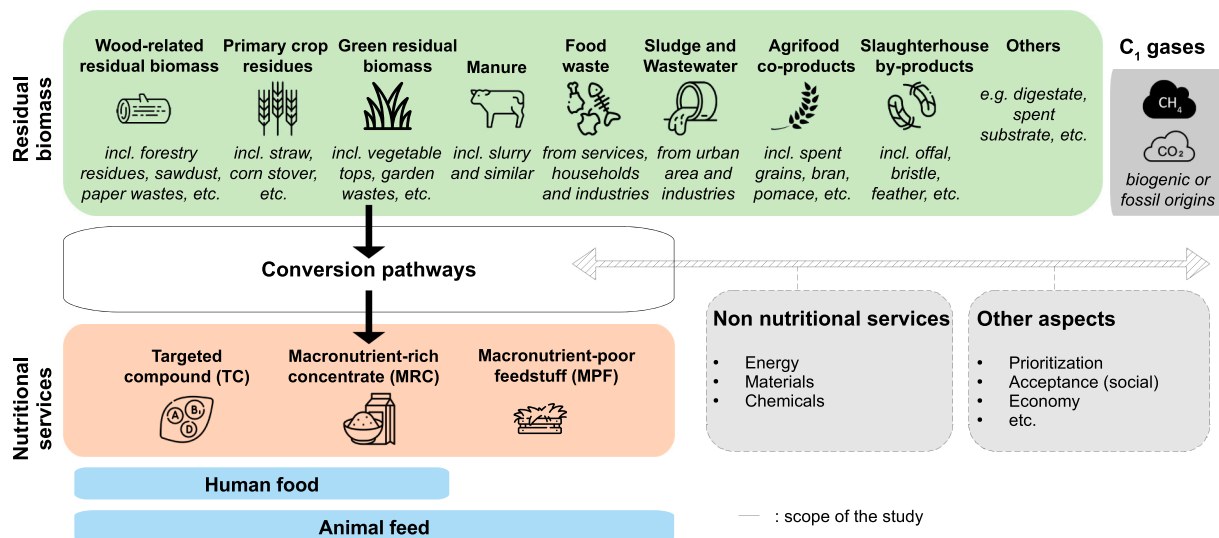 Residual
biomass
Wood-related
residual biomass
incl. forestry
residues, sawdust,
paper wastes, etc.
Primary crop
residues
incl. straw,
corn stover,
etc.
Green residual
biomass
incl. vegetable
tops, garden
wastes, etc.
Manure
incl. slurry
and similar
Food
waste
from services,
households
and industries
Sludge and
Wastewater
from urban
area and
industries
Agrifood
co-products
incl. spent
grains, bran,
pomace, etc.
Slaughterhouse
by-products
incl. offal,
bristle,
feather, etc.
Others
e.g. digestate,
spent
substrate, etc.
C₁ gases
CH₄
CO₂
biogenic or
fossil origins
Conversion pathways
Non nutritional services
• Energy
• Materials
• Chemicals
Other aspects
• Prioritization
• Acceptance (social)
• Economy
• etc.
Nutritional
services
Targeted
compound (TC)
A
B₁
D
Macronutrient-rich
concentrate (MRC)
Macronutrient-poor
feedstuff (MPF)
Human food
Animal feed
: scope of the study